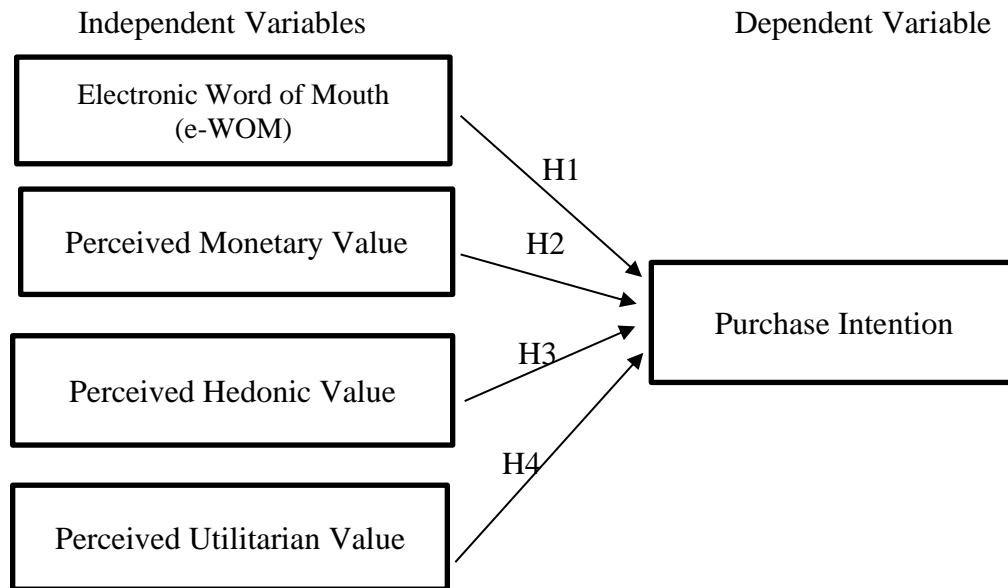 Independent Variables
Dependent Variable
Electronic Word of Mouth
(e-WOM)
H1
Perceived Monetary Value
H2
Purchase Intention
H3
Perceived Hedonic Value
H4
Perceived Utilitarian Value